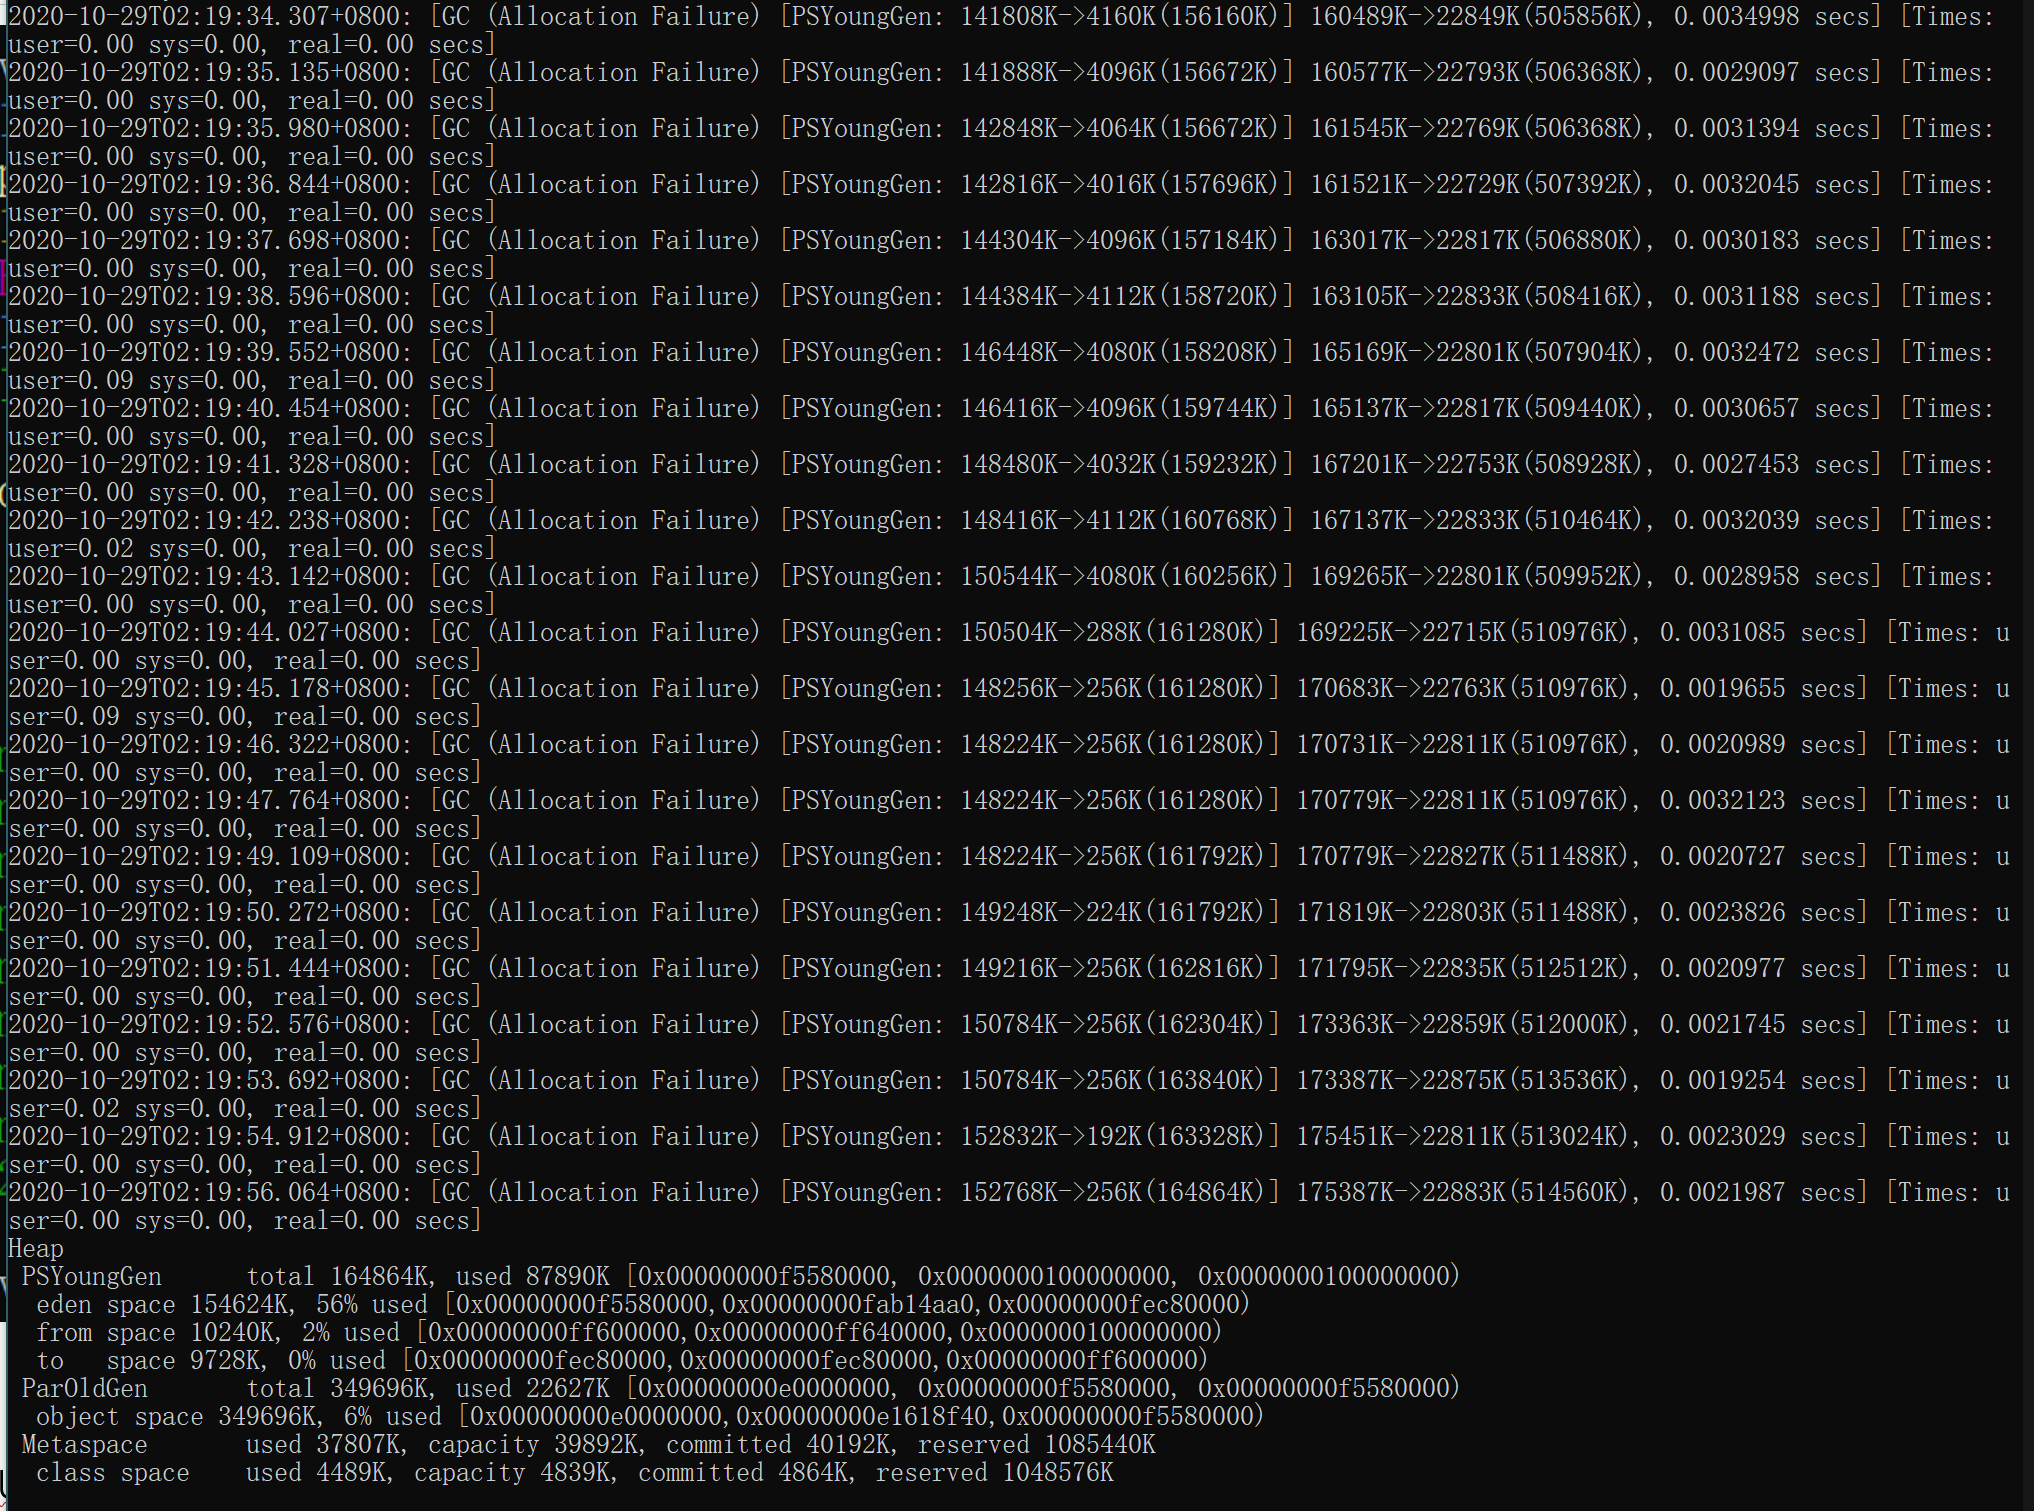 2020-10-29T02:19:34.307+0800: [GC (Allocation Failure) [PSYoungGen: 141808K->4160K(156160K)] 160489K->22849K(505856K), 0.0034998 secs] [Times:
user=0.00 sys=0.00, real=0.00 secs]
2020-10-29T02:19:35.135+0800: [GC (Allocation Failure) [PSYoungGen: 141888K->4096K(156672K)] 160577K->22793K(506368K), 0.0029097 secs] [Times:
user=0.00 sys=0.00, real=0.00 secs]
2020-10-29T02:19:35.980+0800: [GC (Allocation Failure) [PSYoungGen: 142848K->4064K(156672K)] 161545K->22769K(506368K), 0.0031394 secs] [Times:
user=0.00 sys=0.00, real=0.00 secs]
2020-10-29T02:19:36.844+0800: [GC (Allocation Failure) [PSYoungGen: 142816K->4016K(157696K)] 161521K->22729K(507392K), 0.0032045 secs] [Times:
user=0.00 sys=0.00, real=0.00 secs]
2020-10-29T02:19:37.698+0800: [GC (Allocation Failure) [PSYoungGen: 144304K->4096K(157184K)] 163017K->22817K(506880K), 0.0030183 secs] [Times:
user=0.00 sys=0.00, real=0.00 secs]
2020-10-29T02:19:38.596+0800: [GC (Allocation Failure) [PSYoungGen: 144384K->4112K(158720K)] 163105K->22833K(508416K), 0.0031188 secs] [Times:
user=0.00 sys=0.00, real=0.00 secs]
2020-10-29T02:19:39.552+0800: [GC (Allocation Failure) [PSYoungGen: 146448K->4080K(158208K)] 165169K->22801K(507904K), 0.0032472 secs] [Times:
user=0.09 sys=0.00, real=0.00 secs]
2020-10-29T02:19:40.454+0800: [GC (Allocation Failure) [PSYoungGen: 146416K->4096K(159744K)] 165137K->22817K(509440K), 0.0030657 secs] [Times:
user=0.00 sys=0.00, real=0.00 secs]
2020-10-29T02:19:41.328+0800: [GC (Allocation Failure) [PSYoungGen: 148480K->4032K(159232K)] 167201K->22753K(508928K), 0.0027453 secs] [Times:
user=0.00 sys=0.00, real=0.00 secs]
2020-10-29T02:19:42.238+0800: [GC (Allocation Failure) [PSYoungGen: 148416K->4112K(160768K)] 167137K->22833K(510464K), 0.0032039 secs] [Times:
user=0.02 sys=0.00, real=0.00 secs]
2020-10-29T02:19:43.142+0800: [GC (Allocation Failure) [PSYoungGen: 150544K->4080K(160256K)] 169265K->22801K(509952K), 0.0028958 secs] [Times:
user=0.00 sys=0.00, real=0.00 secs]
2020-10-29T02:19:44.027+0800: [GC (Allocation Failure) [PSYoungGen: 150504K->288K(161280K)] 169225K->22715K(510976K), 0.0031085 secs] [Times: u
ser=0.00 sys=0.00, real=0.00 secs]
2020-10-29T02:19:45.178+0800: [GC (Allocation Failure) [PSYoungGen: 148256K->256K(161280K)] 170683K->22763K(510976K), 0.0019655 secs] [Times: u
ser=0.09 sys=0.00, real=0.00 secs]
2020-10-29T02:19:46.322+0800: [GC (Allocation Failure) [PSYoungGen: 148224K->256K(161280K)] 170731K->22811K(510976K), 0.0020989 secs] [Times: u
ser=0.00 sys=0.00, real=0.00 secs]
2020-10-29T02:19:47.764+0800: [GC (Allocation Failure) [PSYoungGen: 148224K->256K(161280K)] 170779K->22811K(510976K), 0.0032123 secs] [Times: u
ser=0.00 sys=0.00, real=0.00 secs]
2020-10-29T02:19:49.109+0800: [GC (Allocation Failure) [PSYoungGen: 148224K->256K(161792K)] 170779K->22827K(511488K), 0.0020727 secs] [Times: u
ser=0.00 sys=0.00, real=0.00 secs]
2020-10-29T02:19:50.272+0800: [GC (Allocation Failure) [PSYoungGen: 149248K->224K(161792K)] 171819K->22803K(511488K), 0.0023826 secs] [Times: u
ser=0.00 sys=0.00, real=0.00 secs]
2020-10-29T02:19:51.444+0800: [GC (Allocation Failure) [PSYoungGen: 149216K->256K(162816K)] 171795K->22835K(512512K), 0.0020977 secs] [Times: u
ser=0.00 sys=0.00, real=0.00 secs]
2020-10-29T02:19:52.576+0800: [GC (Allocation Failure) [PSYoungGen: 150784K->256K(162304K)] 173363K->22859K(512000K), 0.0021745 secs] [Times: u
ser=0.00 sys=0.00, real=0.00 secs]
2020-10-29T02:19:53.692+0800: [GC (Allocation Failure) [PSYoungGen: 150784K->256K(163840K)] 173387K->22875K(513536K), 0.0019254 secs] [Times: u
ser=0.02 sys=0.00, real=0.00 secs]
2020-10-29T02:19:54.912+0800: [GC (Allocation Failure) [PSYoungGen: 152832K->192K(163328K)] 175451K->22811K(513024K), 0.0023029 secs] [Times: u
ser=0.00 sys=0.00, real=0.00 secs]
2020-10-29T02:19:56.064+0800: [GC (Allocation Failure) [PSYoungGen: 152768K->256K(164864K)] 175387K->22883K(514560K), 0.0021987 secs] [Times: u
ser=0.00 sys=0.00, real=0.00 secs]
Heap
 PSYoungGen      total 164864K, used 87890K [0x00000000f5580000, 0x0000000100000000, 0x0000000100000000)
  eden space 154624K, 56% used [0x00000000f5580000,0x00000000fab14aa0,0x00000000fec80000)
  from space 10240K, 2% used [0x00000000ff600000,0x00000000ff640000,0x0000000100000000)
  to   space 9728K, 0% used [0x00000000fec80000,0x00000000fec80000,0x00000000ff600000)
 ParOldGen       total 349696K, used 22627K [0x00000000e0000000, 0x00000000f5580000, 0x00000000f5580000)
  object space 349696K, 6% used [0x00000000e0000000,0x00000000e1618f40,0x00000000f5580000)
 Metaspace       used 37807K, capacity 39892K, committed 40192K, reserved 1085440K
  class space    used 4489K, capacity 4839K, committed 4864K, reserved 1048576K